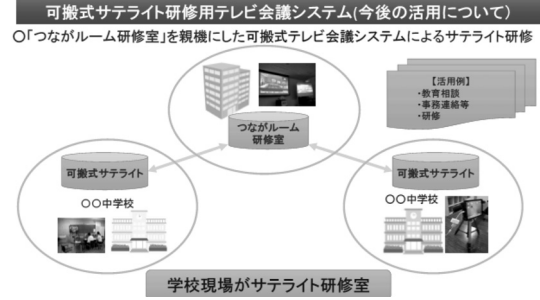 可搬式サテライト研修用テレビ会議システム(今後の活用について)
○「つながルーム研修室」を親機にした可搬式テレビ会議システムによるサテライト研修
【活用例】
・教育相談
・事務連絡等
・研修
つながルーム
研修室
可搬式サテライト
○○中学校
可搬式サテライト
○○中学校
学校現場がサテライト研修室